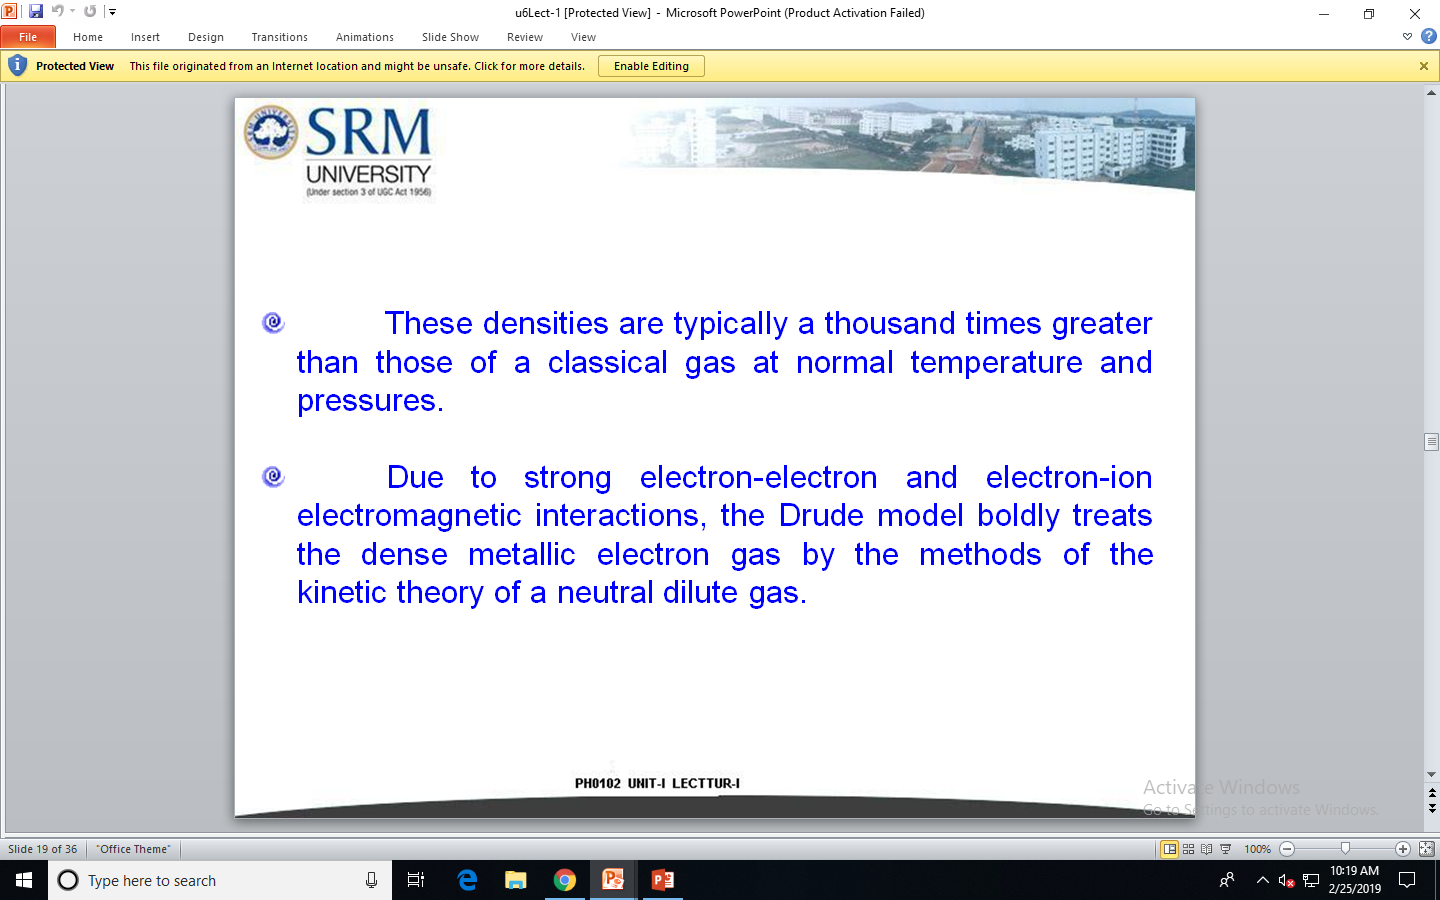 u6Lect-1 [Protected View] - Microsoft PowerPoint (Product Activation Failed)
File Home Insert Design Transitions Animations Slide Show Review View
Protected View This file originated from an Internet location and might be unsafe. Click for more details. Enable Editing
SRM
UNIVERSITY
(Under section 3 of UGC Act 1956)
These densities are typically a thousand times greater
than those of a classical gas at normal temperature and
pressures.
Due to strong electron-electron and electron-ion
electromagnetic interactions, the Drude model boldly treats
the dense metallic electron gas by the methods of the
kinetic theory of a neutral dilute gas.
PH0102 UNIT-I LECTTUR-I
Activate Windows
Go to Settings to activate Windows.
Slide 19 of 36 "Office Theme" 100%
Type here to search
10:19 AM
2/25/2019